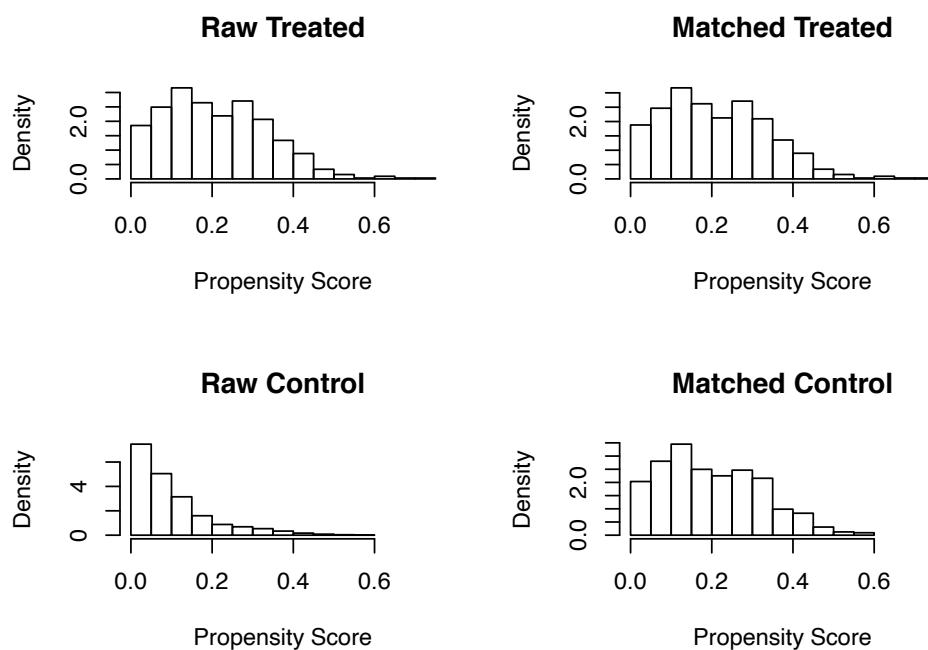 Raw Treated
Density
0.0 2.0
0.0 0.2 0.4 0.6
Propensity Score
Matched Treated
Density
0.0 2.0
0.0 0.2 0.4 0.6
Propensity Score
Raw Control
Density
0 4
0.0 0.2 0.4 0.6
Propensity Score
Matched Control
Density
0.0 2.0
0.0 0.2 0.4 0.6
Propensity Score